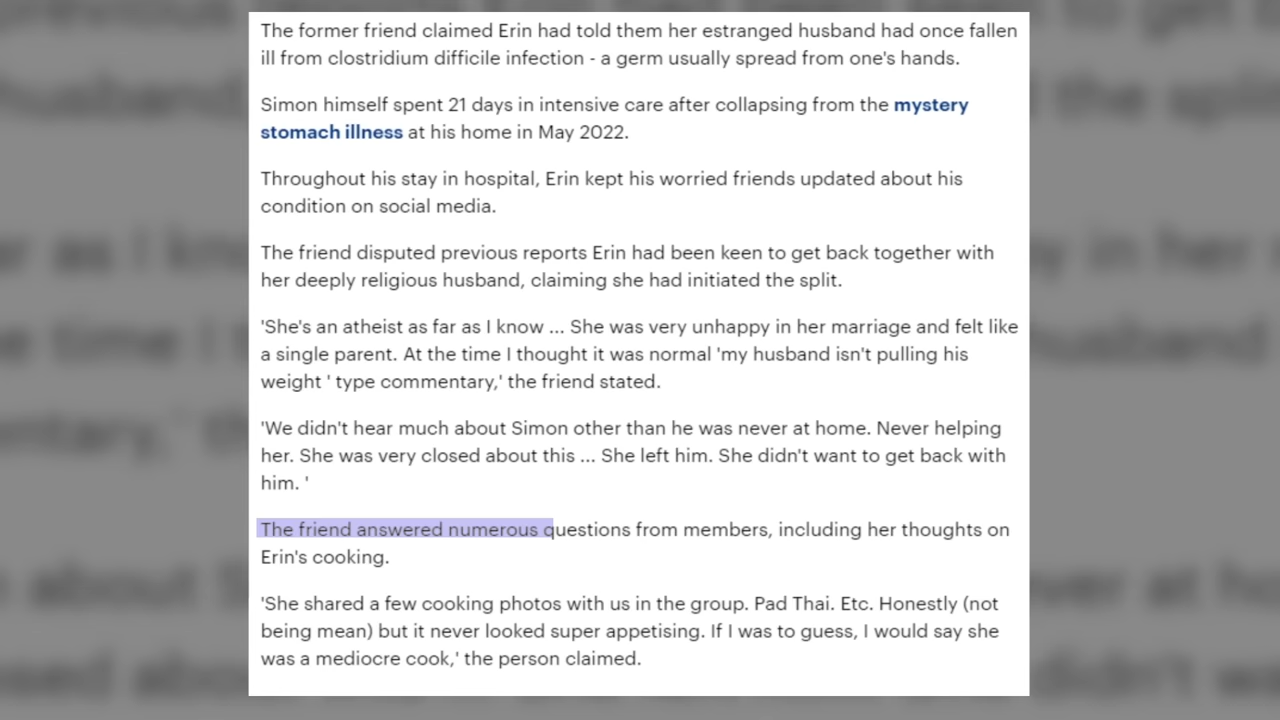 The former friend claimed Erin had told them her estranged husband had once fallen
ill from clostridium difficile infection - a germ usually spread from one's hands.
Simon himself spent 21 days in intensive care after collapsing from the mystery
stomach illness at his home in May 2022.
Throughout his stay in hospital, Erin kept his worried friends updated about his
condition on social media.
The friend disputed previous reports Erin had been keen to get back together with
her deeply religious husband, claiming she had initiated the split.
'She's an atheist as far as I know ... She was very unhappy in her marriage and felt like
a single parent. At the time I thought it was normal 'my husband isn't pulling his
weight ' type commentary,' the friend stated.
'We didn't hear much about Simon other than he was never at home. Never helping
her. She was very closed about this ... She left him. She didn't want to get back with
him. '
The friend answered numerous questions from members, including her thoughts on
Erin's cooking.
'She shared a few cooking photos with us in the group. Pad Thai. Etc. Honestly (not
being mean) but it never looked super appetising. If I was to guess, I would say she
was a mediocre cook,' the person claimed.